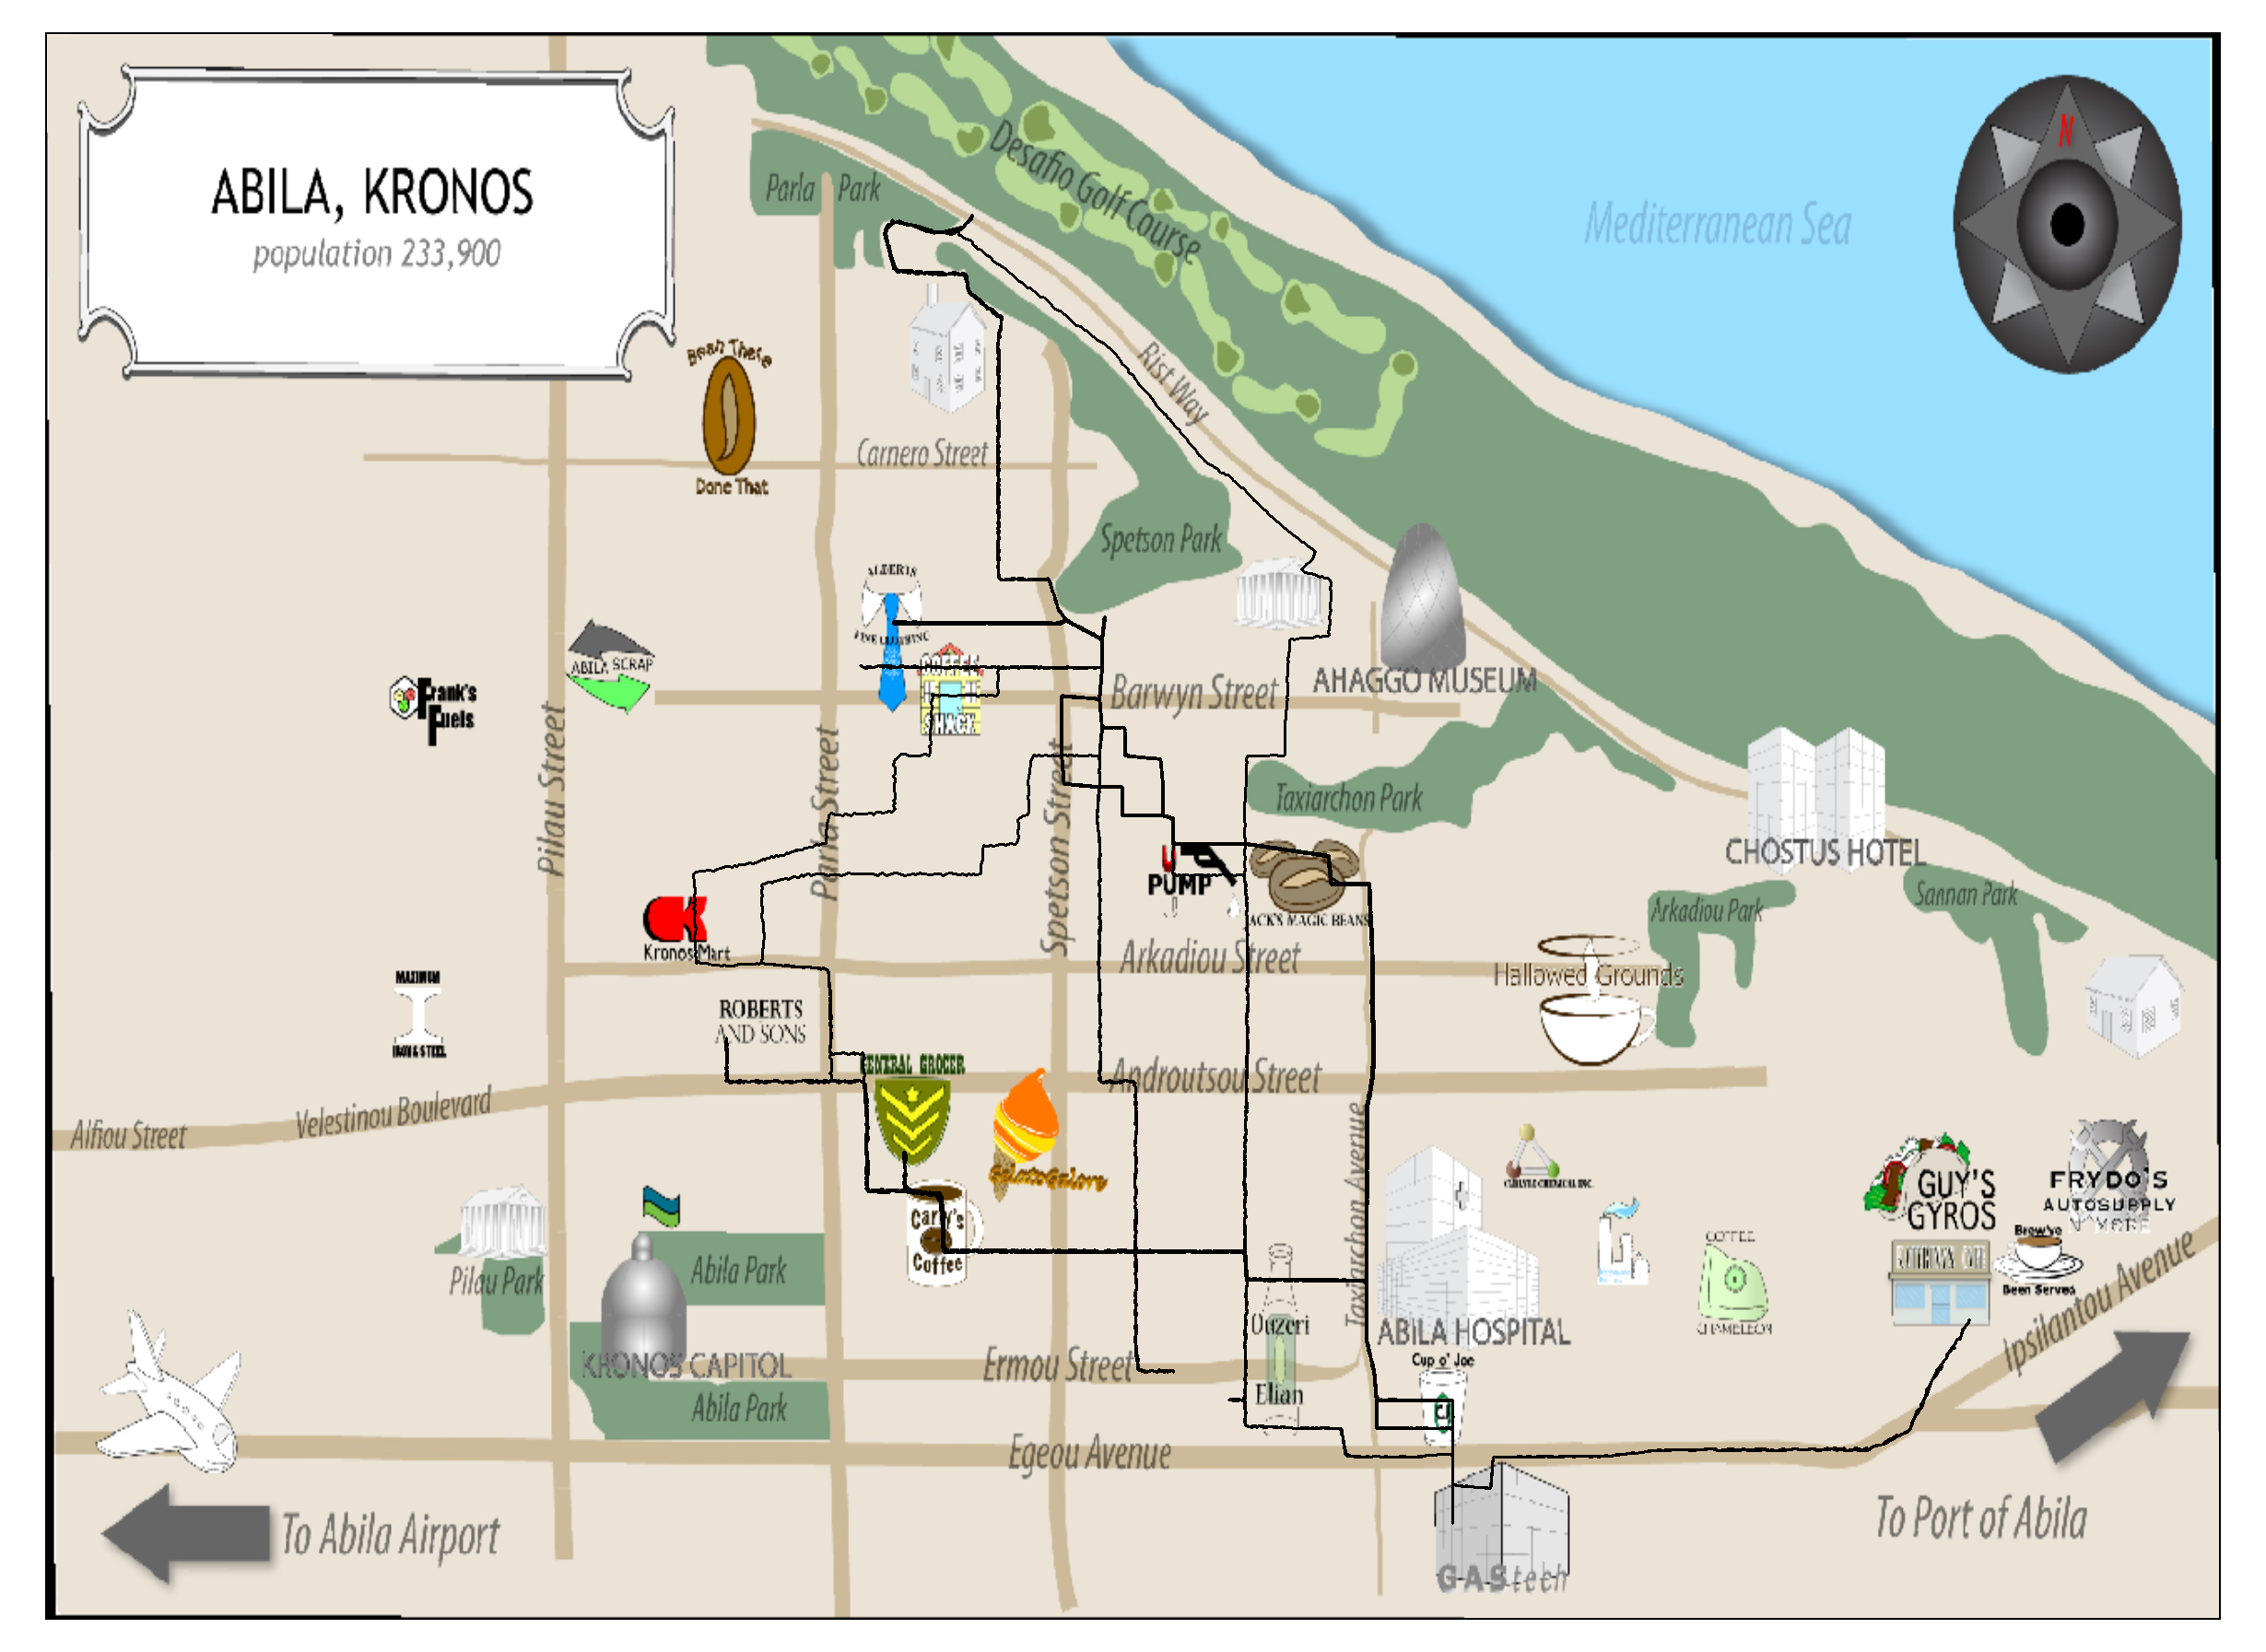 ABILA, KRONOS
population 233,900
N
Mediterranean Sea
Desafio Golf Course
Parla Park
Rist Way
Bean There
Done That
Carnero Street
Spetson Park
ALBERTS
FINE CLOTHING
ABILA SCRAP
Frank's
Fuels
COFFEE
SHACK
Barwyn Street
AHAGGO MUSEUM
Pilau Street
Parla Street
Spetson Street
Taxiarchon Park
CHOSTUS HOTEL
U
PUMP
JACK'S MAGIC BEANS
Arkadiou Park
Sannan Park
Kronos Mart
Arkadiou Street
Hallowed Grounds
MAXIMUM
IRON & STEEL
ROBERTS
AND SONS
GENERAL GROCER
Androutsou Street
Alfiou Street
Velestinou Boulevard
GelatoGalore
Taxiarchon Avenue
GUY'S
GYROS
FRYDO'S
AUTOSUPPLY
N' MORE
Carly's
Coffee
Pilau Park
Abila Park
COFFEE
CHAMELEON
Brew've
Been Served
Ipsilantou Avenue
Ouzeri
Elian
ABILA HOSPITAL
KRONOS CAPITOL
Ermou Street
Cup o' Joe
CJ
Abila Park
Egeou Avenue
To Abila Airport
To Port of Abila
GAStech